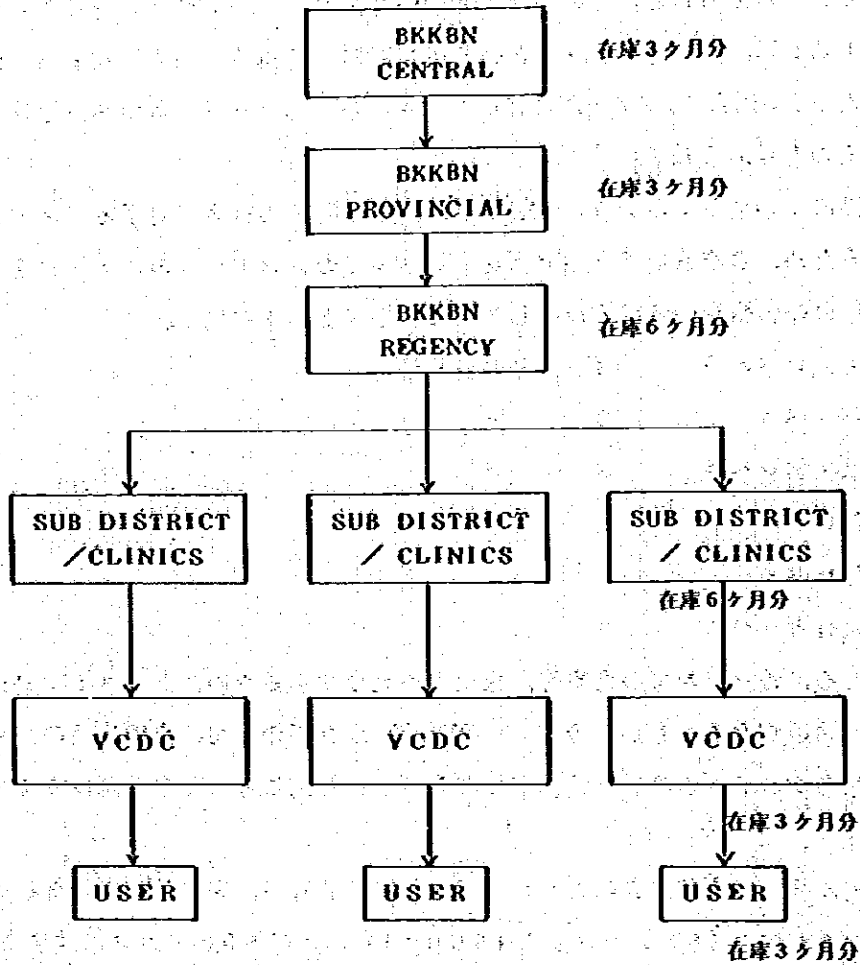 BKKBN
CENTRAL
在庫3ヶ月分
BKKBN
PROVINCIAL
在庫3ヶ月分
BKKBN
REGENCY
在庫6ヶ月分
SUB DISTRICT
/CLINICS
SUB DISTRICT
/ CLINICS
SUB DISTRICT
/ CLINICS
在庫6ヶ月分
VCDC
VCDC
VCDC
在庫3ヶ月分
USER
USER
USER
在庫3ヶ月分